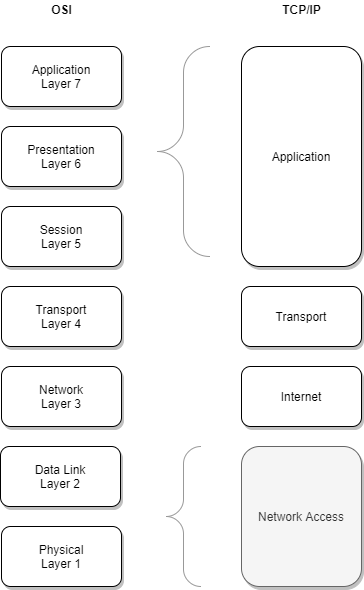 OSI
TCP/IP
Application
Layer 7
Presentation
Layer 6
Session
Layer 5
Application
Transport
Layer 4
Transport
Network
Layer 3
Internet
Data Link
Layer 2
Physical
Layer 1
Network Access